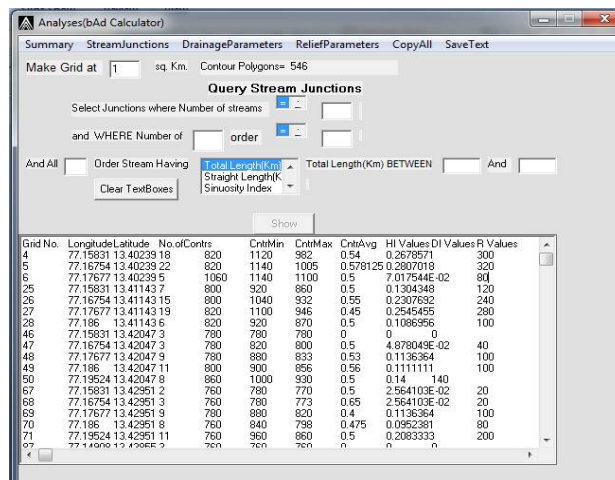 Analyses(bAd Calculator)
Summary StreamJunctions DrainageParameters ReliefParameters CopyAll SaveText
Make Grid at 1 sq. Km. Contour Polygons= 546
Query Stream Junctions
Select Junctions where Number of streams = -
and WHERE Number of order = -
And All Order Stream Having Total Length(Km) Total Length(Km) BETWEEN And
Straight Length(K
Clear TextBoxes Sinuosity Index
Show
Grid No. Longitude Latitude No.ofContrs CntrMin CntrMax CntrAvg HI Values DI Values R Values
4 77.15831 13.40239 18 820 1120 982 0.54 0.2678571 300
5 77.16754 13.40239 22 820 1140 1005 0.578125 0.2807018 320
6 77.17677 13.40239 5 1060 1140 1100 0.5 7.017544E-02 80
25 77.15831 13.41143 7 800 920 860 0.5 0.1304348 120
26 77.16754 13.41143 15 800 1040 932 0.55 0.2307692 240
27 77.17677 13.41143 19 820 1100 946 0.45 0.2545455 280
28 77.186 13.41143 6 820 920 870 0.5 0.1086956 100
46 77.15831 13.42047 3 780 780 780 0 0 0
47 77.16754 13.42047 3 780 820 800 0.5 4.878049E-02 40
48 77.17677 13.42047 9 780 880 833 0.53 0.1136364 100
49 77.186 13.42047 11 800 900 856 0.56 0.1111111 100
50 77.19524 13.42047 8 860 1000 930 0.5 0.14 140
67 77.15831 13.42951 2 760 780 770 0.5 2.564103E-02 20
68 77.16754 13.42951 3 760 780 773 0.65 2.564103E-02 20
69 77.17677 13.42951 9 780 880 820 0.4 0.1136364 100
70 77.186 13.42951 8 760 840 798 0.475 0.0952381 80
71 77.19524 13.42951 11 760 960 860 0.5 0.2083333 200
87 77.14908 13.43855 2 760 760 760 0 0 0